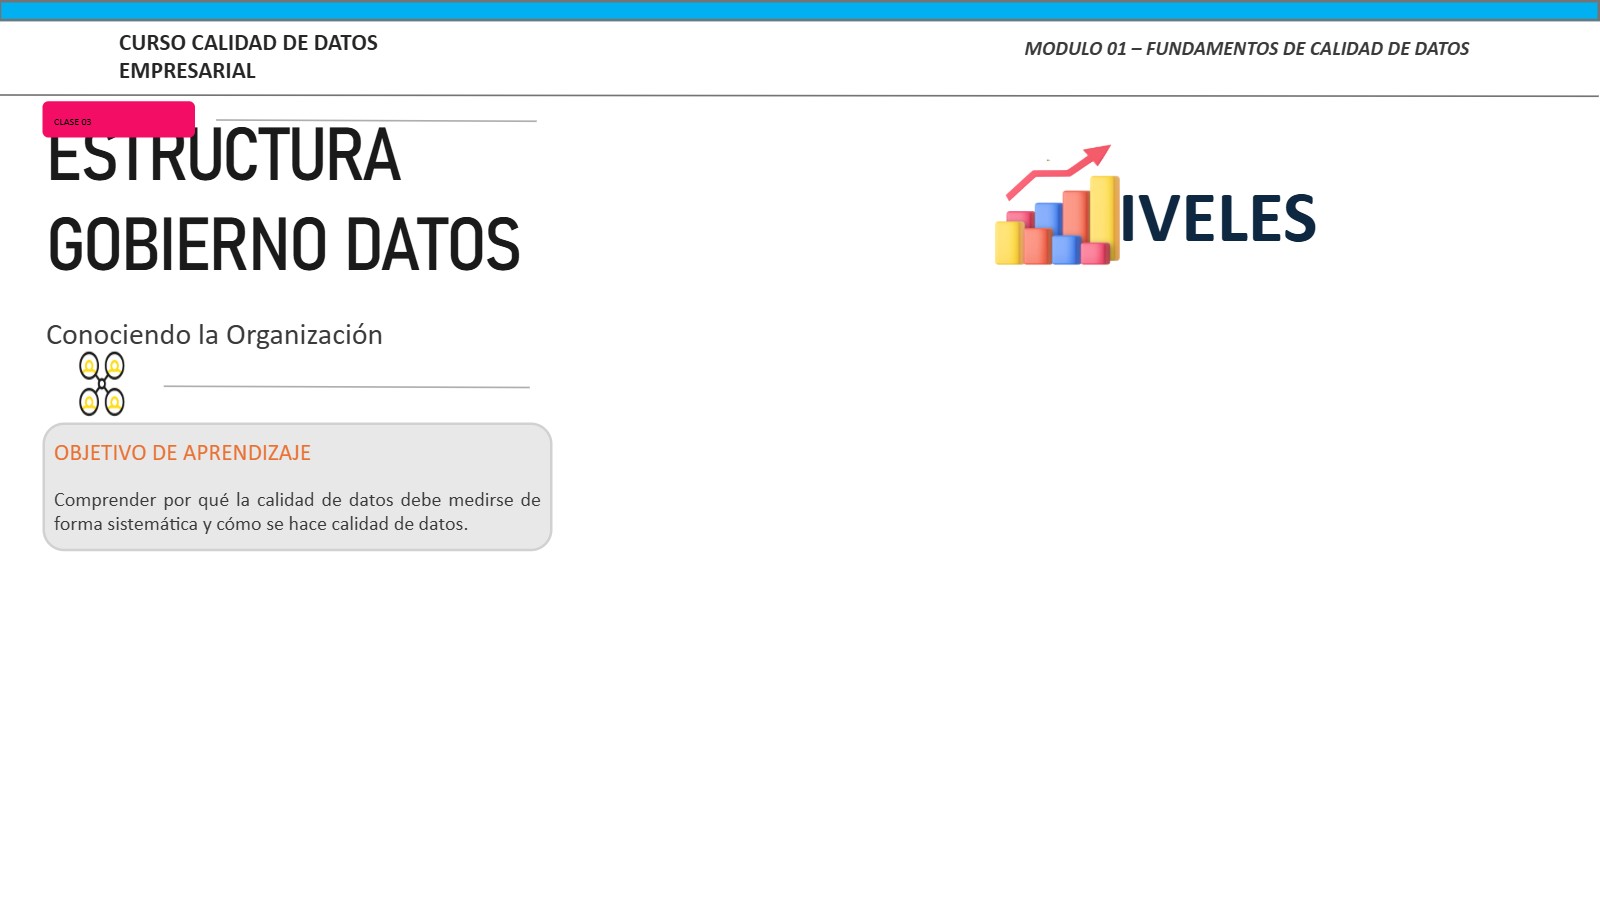 CURSO CALIDAD DE DATOS
EMPRESARIAL
MODULO 01 – FUNDAMENTOS DE CALIDAD DE DATOS
CLASE 03
ESTRUCTURA
GOBIERNO DATOS
IVELES
Conociendo la Organización
OBJETIVO DE APRENDIZAJE
Comprender por qué la calidad de datos debe medirse de
forma sistemática y cómo se hace calidad de datos.